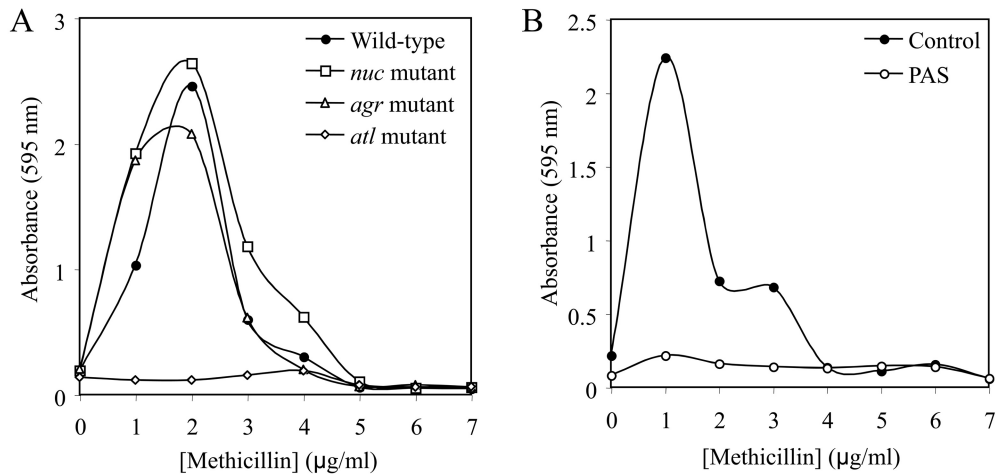 A
3
2
1
0
Absorbance (595 nm)
Wild-type
nuc mutant
agr mutant
atl mutant
0 1 2 3 4 5 6 7
[Methicillin] (µg/ml)
B
2.5
2
1.5
1
0.5
0
Absorbance (595 nm)
Control
PAS
0 1 2 3 4 5 6 7
[Methicillin] (µg/ml)